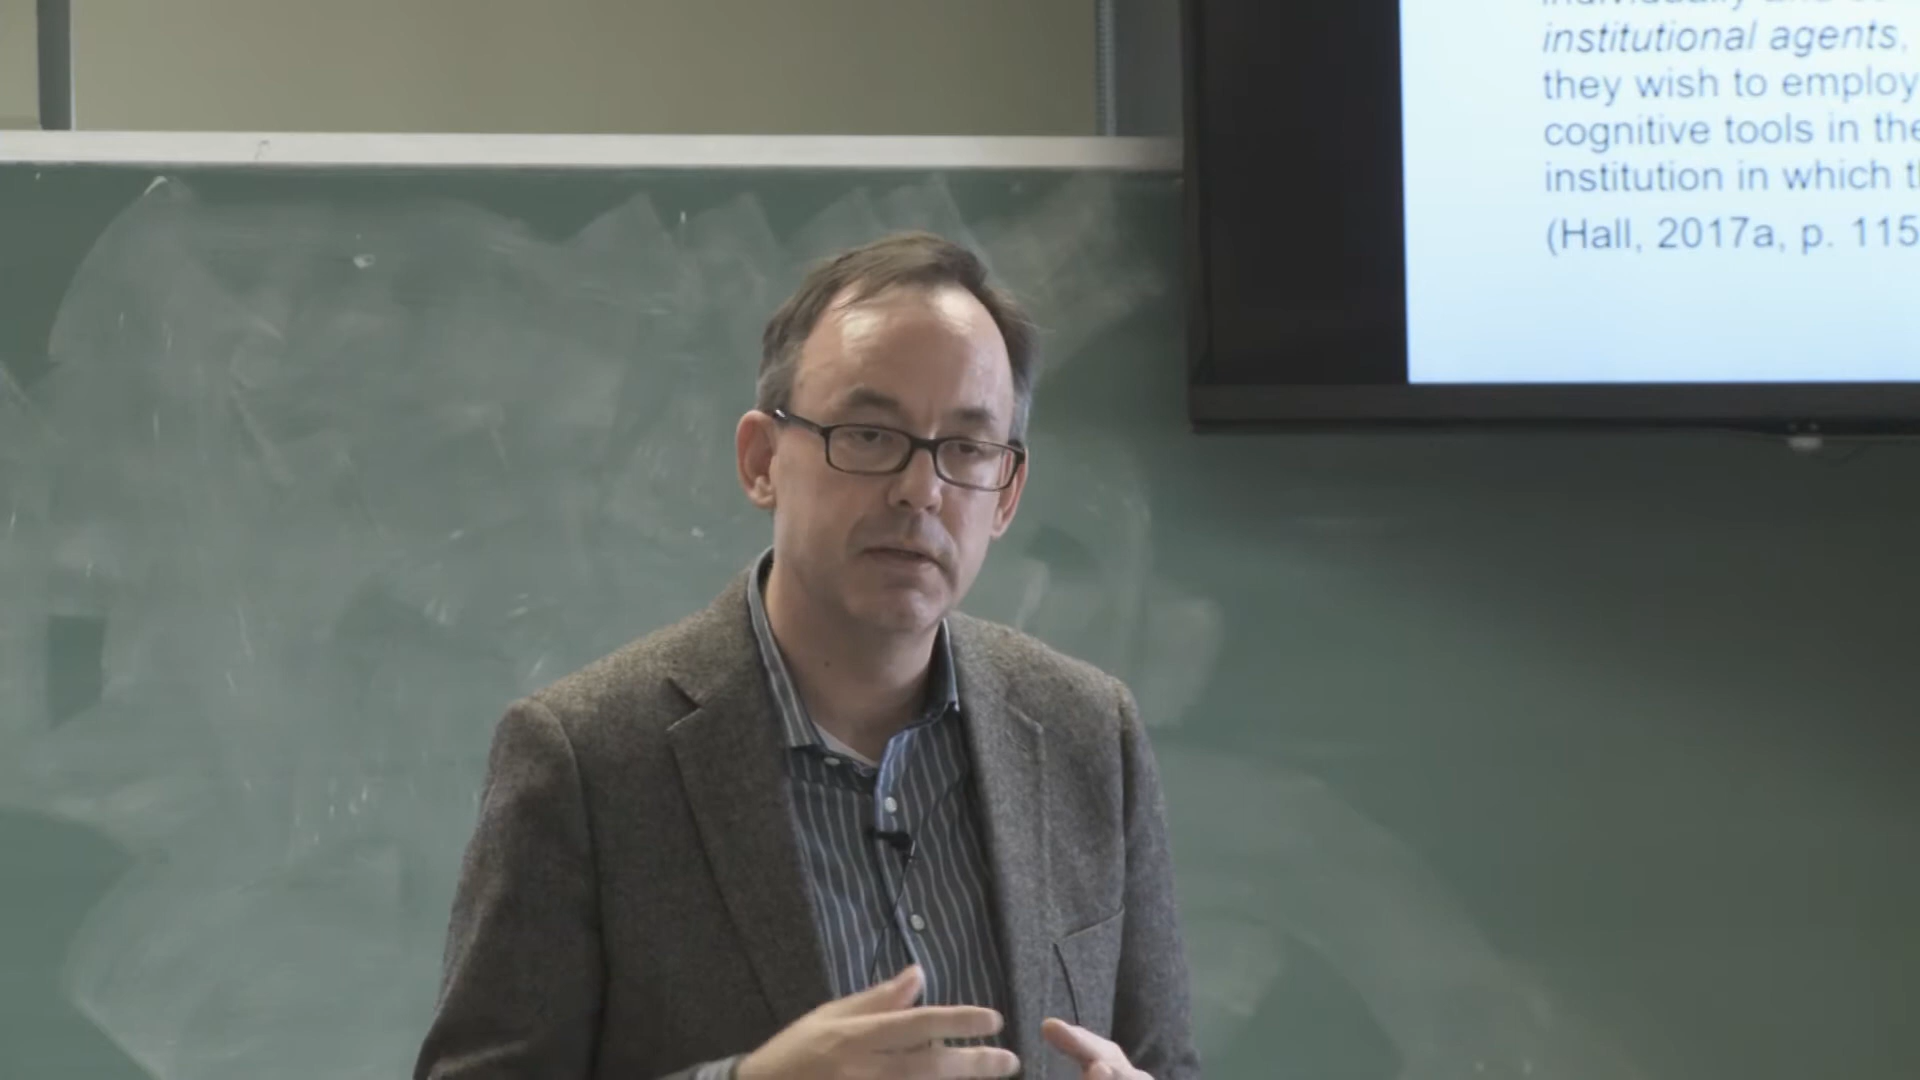 institutional agents,
they wish to employ
cognitive tools in the
institution in which
(Hall, 2017a, p. 115